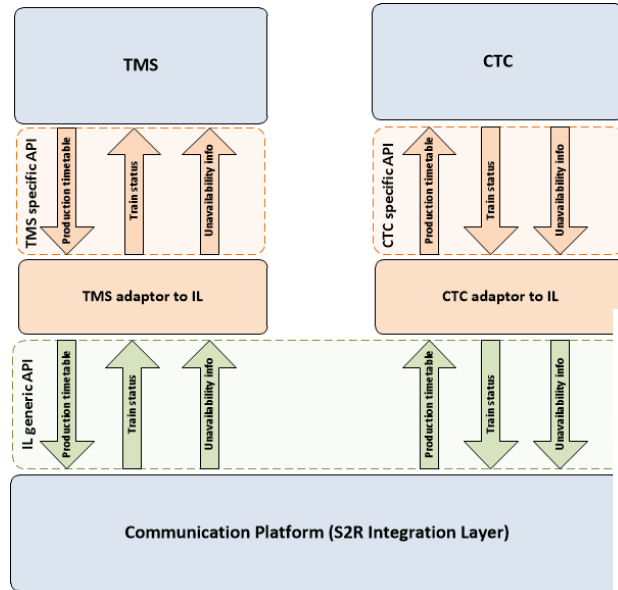 TMS
CTC
TMS specific API
Production timetable
Train status
Unavailability info
CTC specific API
Production timetable
Train status
Unavailability info
TMS adaptor to IL
CTC adaptor to IL
IL generic API
Production timetable
Train status
Unavailability info
Production timetable
Train status
Unavailability info
Communication Platform (S2R Integration Layer)